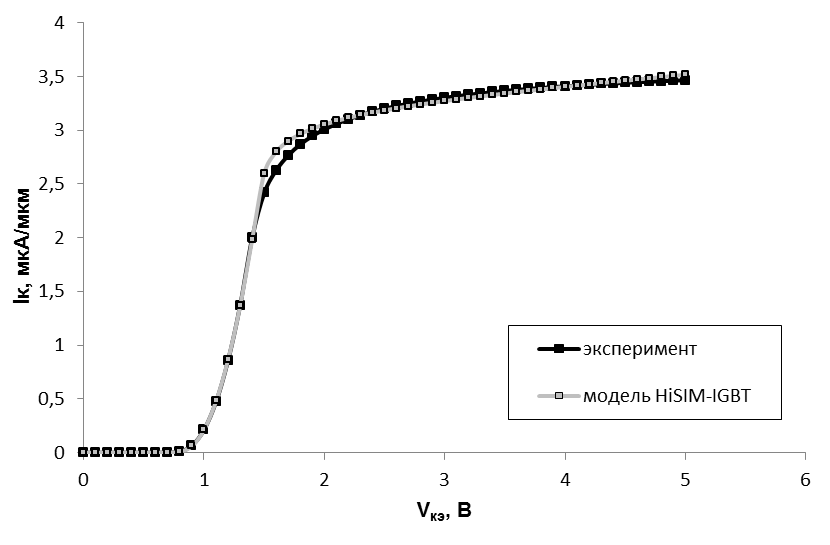 4
3,5
3
2,5
2
1,5
1
0,5
0
Iк, мкА/мкм
эксперимент
модель HiSIM-IGBT
0 1 2 3 4 5 6
Vкэ, В